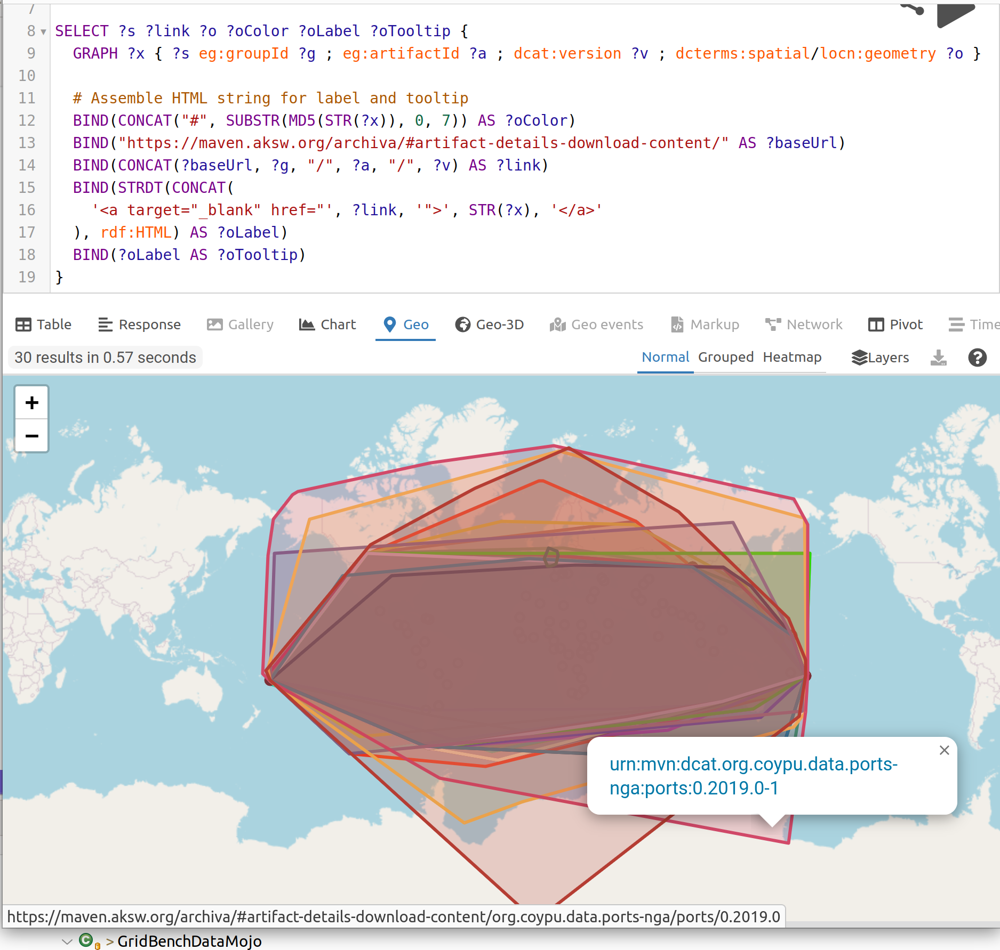 7
8 SELECT ?s ?link ?o ?oColor ?oLabel ?oTooltip {
9 GRAPH ?x { ?s eg:groupId ?g ; eg:artifactId ?a ; dcat:version ?v ; dcterms:spatial/locn:geometry ?o }
10
11 # Assemble HTML string for label and tooltip
12 BIND(CONCAT("#", SUBSTR(MD5(STR(?x)), 0, 7)) AS ?oColor)
13 BIND("https://maven.aksw.org/archiva/#artifact-details-download-content/" AS ?baseUrl)
14 BIND(CONCAT(?baseUrl, ?g, "/", ?a, "/", ?v) AS ?link)
15 BIND(STRDT(CONCAT(
16 '<a target="_blank" href="', ?link, '">', STR(?x), '</a>'
17 ), rdf:HTML) AS ?oLabel)
18 BIND(?oLabel AS ?oTooltip)
19 }
Table Response Gallery Chart Geo Geo-3D Geo events Markup Network Pivot Time
30 results in 0.57 seconds Normal Grouped Heatmap Layers
+
−
urn:mvn:dcat.org.coypu.data.ports-
nga:ports:0.2019.0-1
https://maven.aksw.org/archiva/#artifact-details-download-content/org.coypu.data.ports-nga/ports/0.2019.0
> GridBenchDataMojo